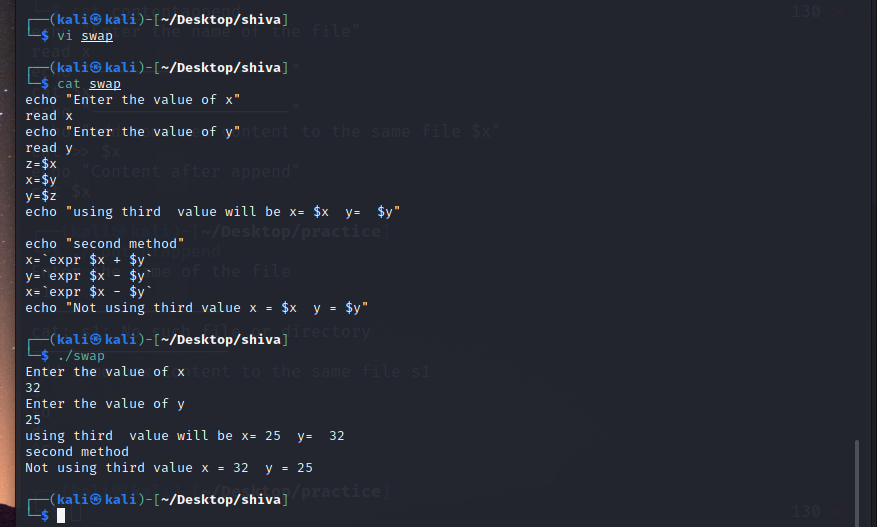 ┌──(kali㉿kali)-[~/Desktop/shiva]
└─$ vi swap

┌──(kali㉿kali)-[~/Desktop/shiva]
└─$ cat swap
echo "Enter the value of x"
read x
echo "Enter the value of y"
read y
z=$x
x=$y
y=$z
echo "using third  value will be x= $x  y=  $y"

echo "second method"
x=`expr $x + $y`
y=`expr $x - $y`
x=`expr $x - $y`
echo "Not using third value x = $x  y = $y"

┌──(kali㉿kali)-[~/Desktop/shiva]
└─$ ./swap
Enter the value of x
32
Enter the value of y
25
using third  value will be x= 25  y=  32
second method
Not using third value x = 32  y = 25

┌──(kali㉿kali)-[~/Desktop/shiva]
└─$